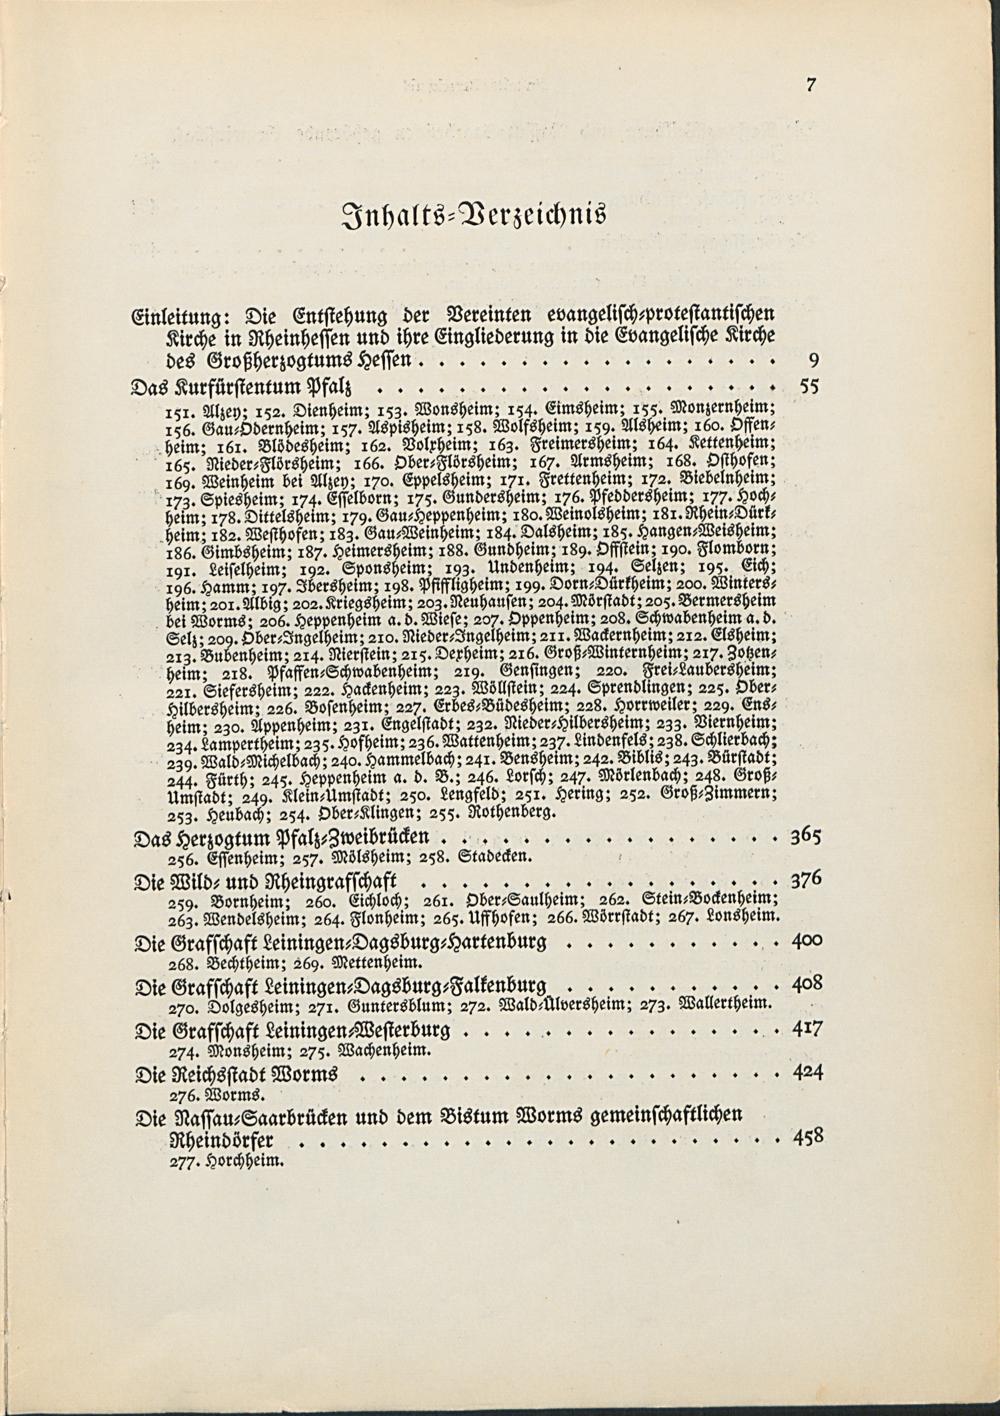 7
Inhalts-Verzeichnis
Einleitung: Die Entstehung der Vereinten evangelisch-protestantischen
Kirche in Rheinhessen und ihre Eingliederung in die Evangelische Kirche
des Großherzogtums Hessen . . . . . . . . . . . . . . . . . 9
Das Kurfürstentum Pfalz . . . . . . . . . . . . . . . . . . . 55
151. Alzey; 152. Dienheim; 153. Wonsheim; 154. Eimsheim; 155. Monzernheim;
156. Gau-Odernheim; 157. Aspisheim; 158. Wolfsheim; 159. Alsheim; 160. Offen-
heim; 161. Blödesheim; 162. Volxheim; 163. Freimersheim; 164. Kettenheim;
165. Nieder-Flörsheim; 166. Ober-Flörsheim; 167. Armsheim; 168. Osthofen;
169. Weinheim bei Alzey; 170. Eppelsheim; 171. Frettenheim; 172. Biebelnheim;
173. Spiesheim; 174. Esselborn; 175. Gundersheim; 176. Pfeddersheim; 177. Hoch-
heim; 178. Dittelsheim; 179. Gau-Heppenheim; 180. Weinolsheim; 181. Rhein-Dürk-
heim; 182. Westhofen; 183. Gau-Weinheim; 184. Dalsheim; 185. Hangen-Weisheim;
186. Gimbsheim; 187. Heimersheim; 188. Gundheim; 189. Offstein; 190. Flomborn;
191. Leiselheim; 192. Sponsheim; 193. Undenheim; 194. Selzen; 195. Eich;
196. Hamm; 197. Ibersheim; 198. Pfiffligheim; 199. Dorn-Dürkheim; 200. Winters-
heim; 201. Albig; 202. Kriegsheim; 203. Neuhausen; 204. Mörstadt; 205. Bermersheim
bei Worms; 206. Heppenheim a. d. Wiese; 207. Oppenheim; 208. Schwabenheim a. d.
Selz; 209. Ober-Ingelheim; 210. Nieder-Ingelheim; 211. Wackernheim; 212. Elsheim;
213. Bubenheim; 214. Nierstein; 215. Dexheim; 216. Groß-Winternheim; 217. Zotzen-
heim; 218. Pfaffen-Schwabenheim; 219. Gensingen; 220. Frei-Laubersheim;
221. Siefersheim; 222. Hackenheim; 223. Wöllstein; 224. Sprendlingen; 225. Ober-
Hilbersheim; 226. Bosenheim; 227. Erbes-Büdesheim; 228. Horrweiler; 229. Ens-
heim; 230. Appenheim; 231. Engelstadt; 232. Nieder-Hilbersheim; 233. Viernheim;
234. Lampertheim; 235. Hofheim; 236. Wattenheim; 237. Lindenfels; 238. Schlierbach;
239. Wald-Michelbach; 240. Hammelbach; 241. Bensheim; 242. Biblis; 243. Bürstadt;
244. Fürth; 245. Heppenheim a. d. B.; 246. Lorsch; 247. Mörlenbach; 248. Groß-
Umstadt; 249. Klein-Umstadt; 250. Lengfeld; 251. Hering; 252. Groß-Zimmern;
253. Heubach; 254. Ober-Klingen; 255. Rothenberg.
Das Herzogtum Pfalz-Zweibrücken . . . . . . . . . . . . . . . . 365
256. Essenheim; 257. Mölsheim; 258. Stadecken.
Die Wild- und Rheingrafschaft . . . . . . . . . . . . . . . . . 376
259. Bornheim; 260. Eichloch; 261. Ober-Saulheim; 262. Stein-Bockenheim;
263. Wendelsheim; 264. Flonheim; 265. Uffhofen; 266. Wörrstadt; 267. Lonsheim.
Die Grafschaft Leiningen-Dagsburg-Hartenburg . . . . . . . . . . . 400
268. Bechtheim; 269. Mettenheim.
Die Grafschaft Leiningen-Dagsburg-Falkenburg . . . . . . . . . . . 408
270. Dolgesheim; 271. Guntersblum; 272. Wald-Ülversheim; 273. Wallertheim.
Die Grafschaft Leiningen-Westerburg . . . . . . . . . . . . . . . 417
274. Monsheim; 275. Wachenheim.
Die Reichsstadt Worms . . . . . . . . . . . . . . . . . . . . 424
276. Worms.
Die Nassau-Saarbrücken und dem Bistum Worms gemeinschaftlichen
Rheindörfer . . . . . . . . . . . . . . . . . . . . . . . 458
277. Horchheim.